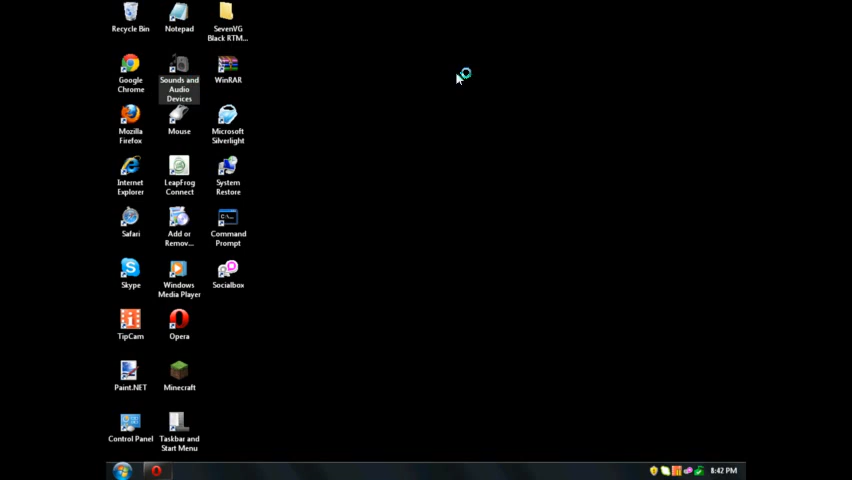 Recycle Bin
Notepad
SevenVG
Black RTM...
Google
Chrome
Sounds and
Audio
Devices
WinRAR
Mozilla
Firefox
Mouse
Microsoft
Silverlight
Internet
Explorer
LeapFrog
Connect
System
Restore
Safari
Add or
Remov...
C:\...
Command
Prompt
Skype
Windows
Media Player
Socialbox
TipCam
Opera
Paint.NET
Minecraft
Control Panel
Taskbar and
Start Menu
8:42 PM